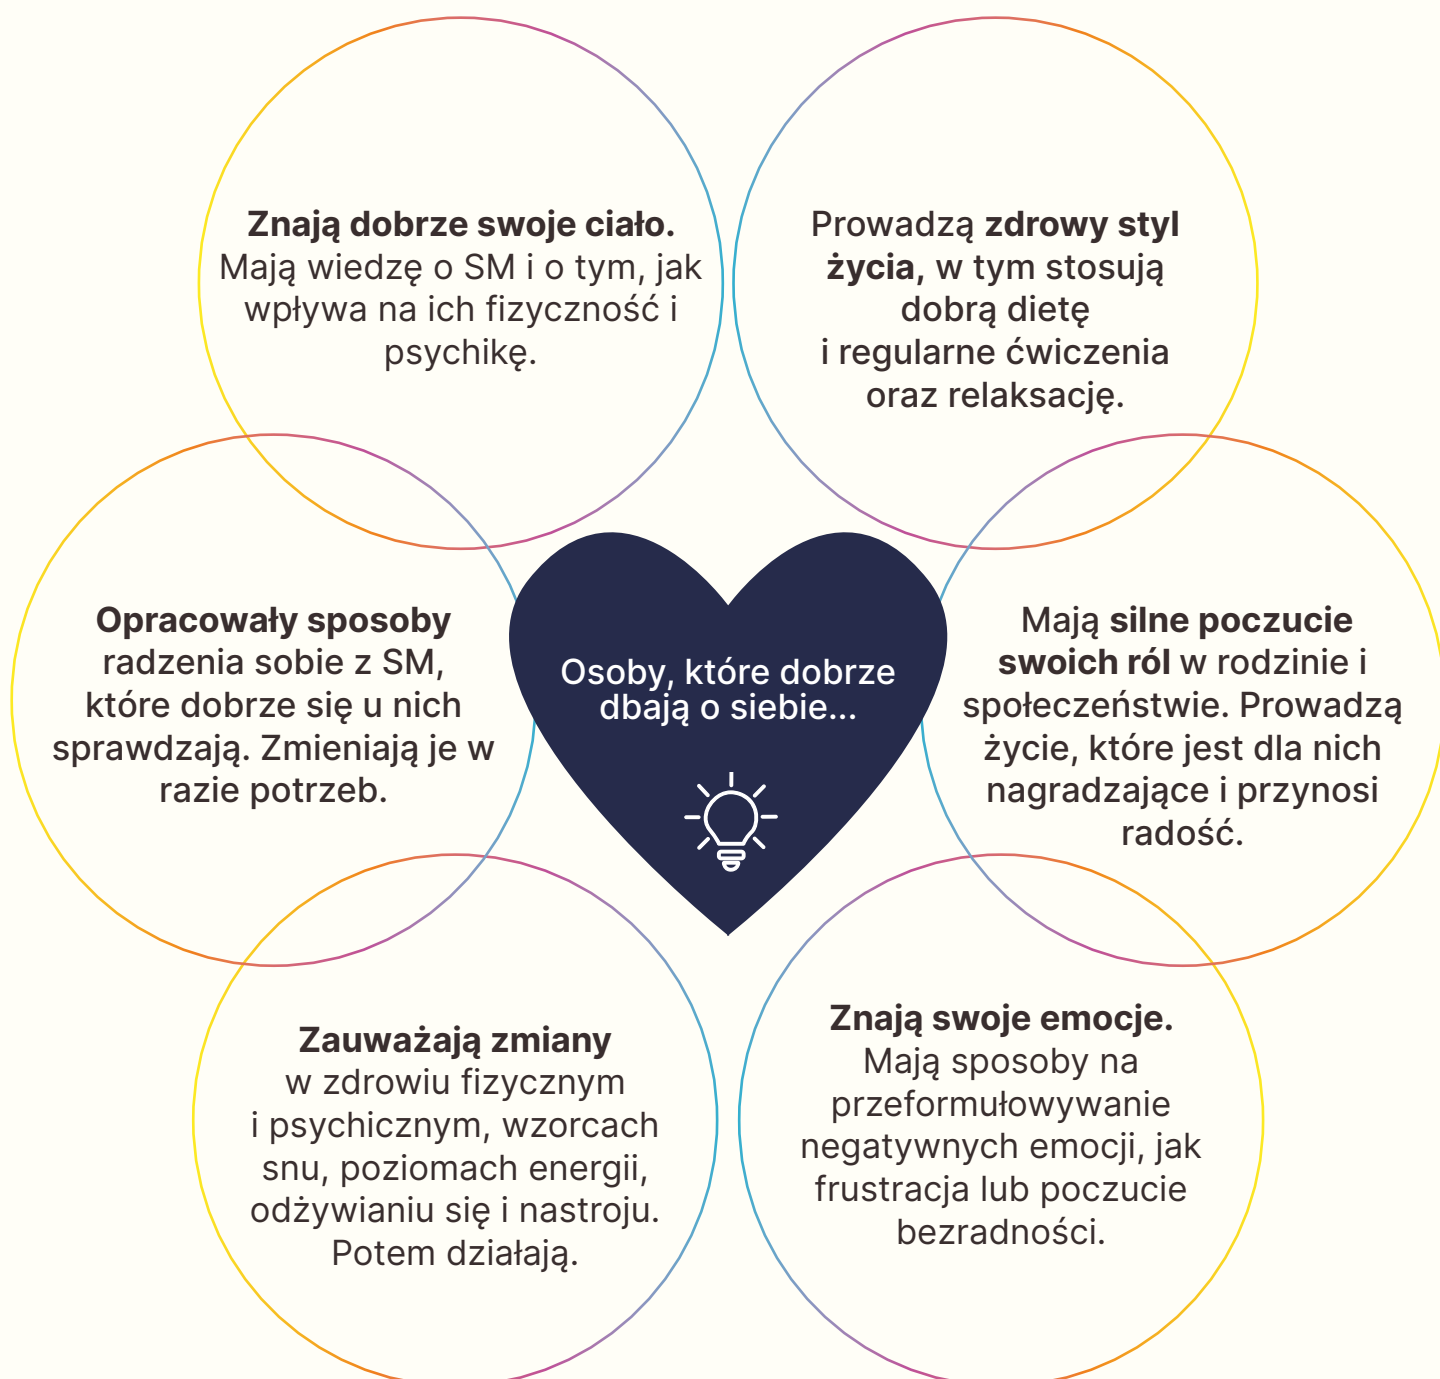 Znają dobrze swoje ciało.
Mają wiedzę o SM i o tym, jak
wpływa na ich fizyczność i
psychikę.
Prowadzą zdrowy styl
życia, w tym stosują
dobrą dietę
i regularne ćwiczenia
oraz relaksację.
Opracowały sposoby
radzenia sobie z SM,
które dobrze się u nich
sprawdzają. Zmieniają je w
razie potrzeb.
Osoby, które dobrze
dbają o siebie...
Mają silne poczucie
swoich ról w rodzinie i
społeczeństwie. Prowadzą
życie, które jest dla nich
nagradzające i przynosi
radość.
Zauważają zmiany
w zdrowiu fizycznym
i psychicznym, wzorcach
snu, poziomach energii,
odżywianiu się i nastroju.
Potem działają.
Znają swoje emocje.
Mają sposoby na
przeformułowywanie
negatywnych emocji, jak
frustracja lub poczucie
bezradności.